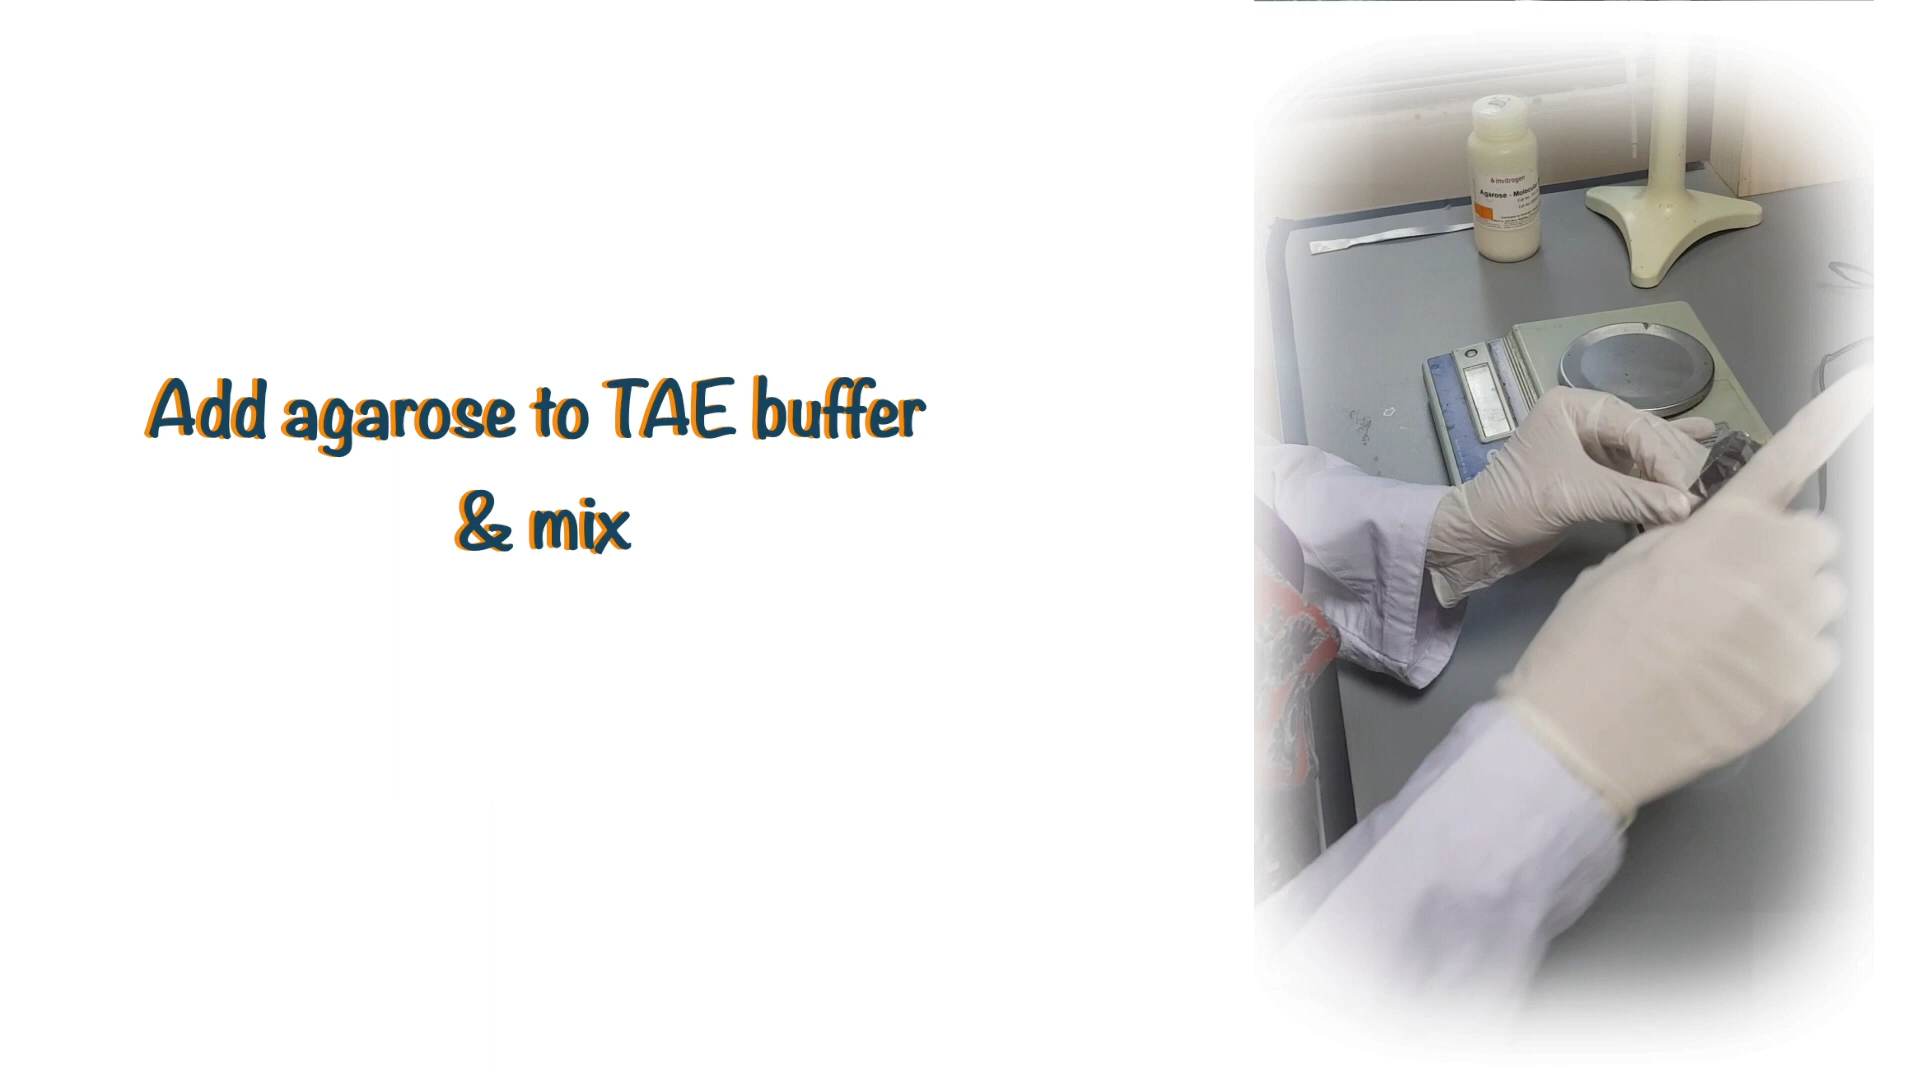 Add agarose to TAE buffer
& mix
invitrogen
Agarose - Molecular